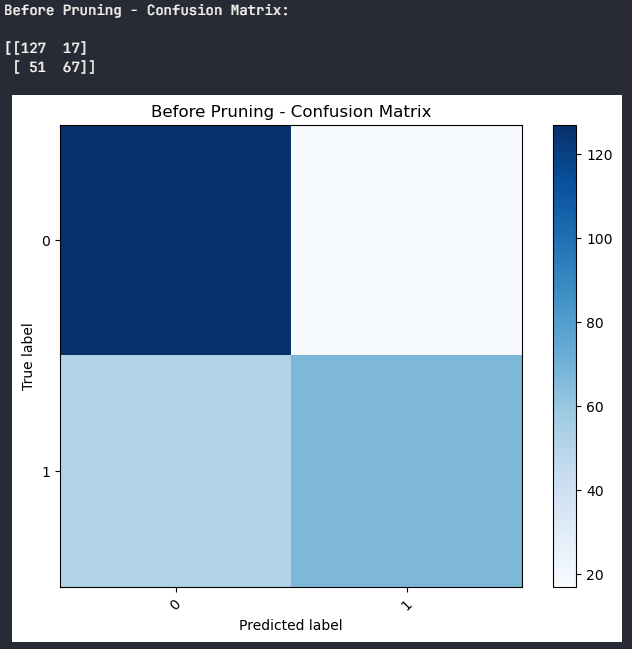 Before Pruning - Confusion Matrix:
[[127  17]
 [ 51  67]]
Before Pruning - Confusion Matrix
120
100
80
60
40
20
True label
0
1
0
1
Predicted label